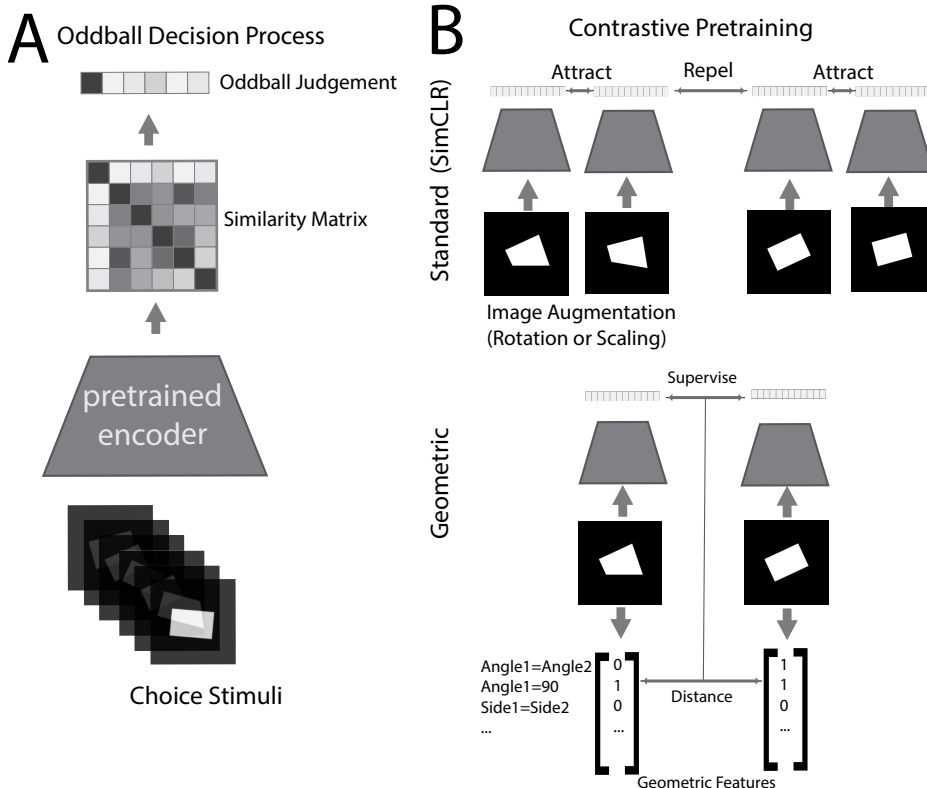 A
Oddball Decision Process
Oddball Judgement
Similarity Matrix
pretrained
encoder
Choice Stimuli
B
Contrastive Pretraining
Standard (SimCLR)
Attract
Repel
Attract
Image Augmentation
(Rotation or Scaling)
Geometric
Supervise
Angle1=Angle2
Angle1=90
Side1=Side2
...
0
1
0
...
Distance
1
1
0
...
Geometric Features